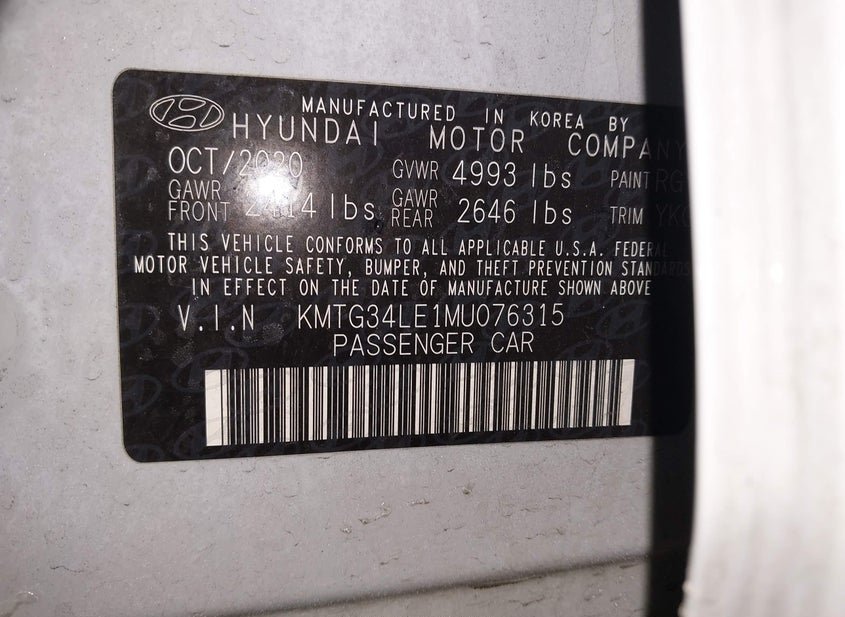 MANUFACTURED IN KOREA BY
HYUNDAI MOTOR COMPANY
OCT/2020 GVWR 4993 lbs PAINT
GAWR FRONT lbs GAWR REAR 2646 lbs TRIM
THIS VEHICLE CONFORMS TO ALL APPLICABLE U.S.A. FEDERAL
MOTOR VEHICLE SAFETY, BUMPER, AND THEFT PREVENTION STANDARDS
IN EFFECT ON THE DATE OF MANUFACTURE SHOWN ABOVE
V.I.N KMTG34LE1MU076315
PASSENGER CAR